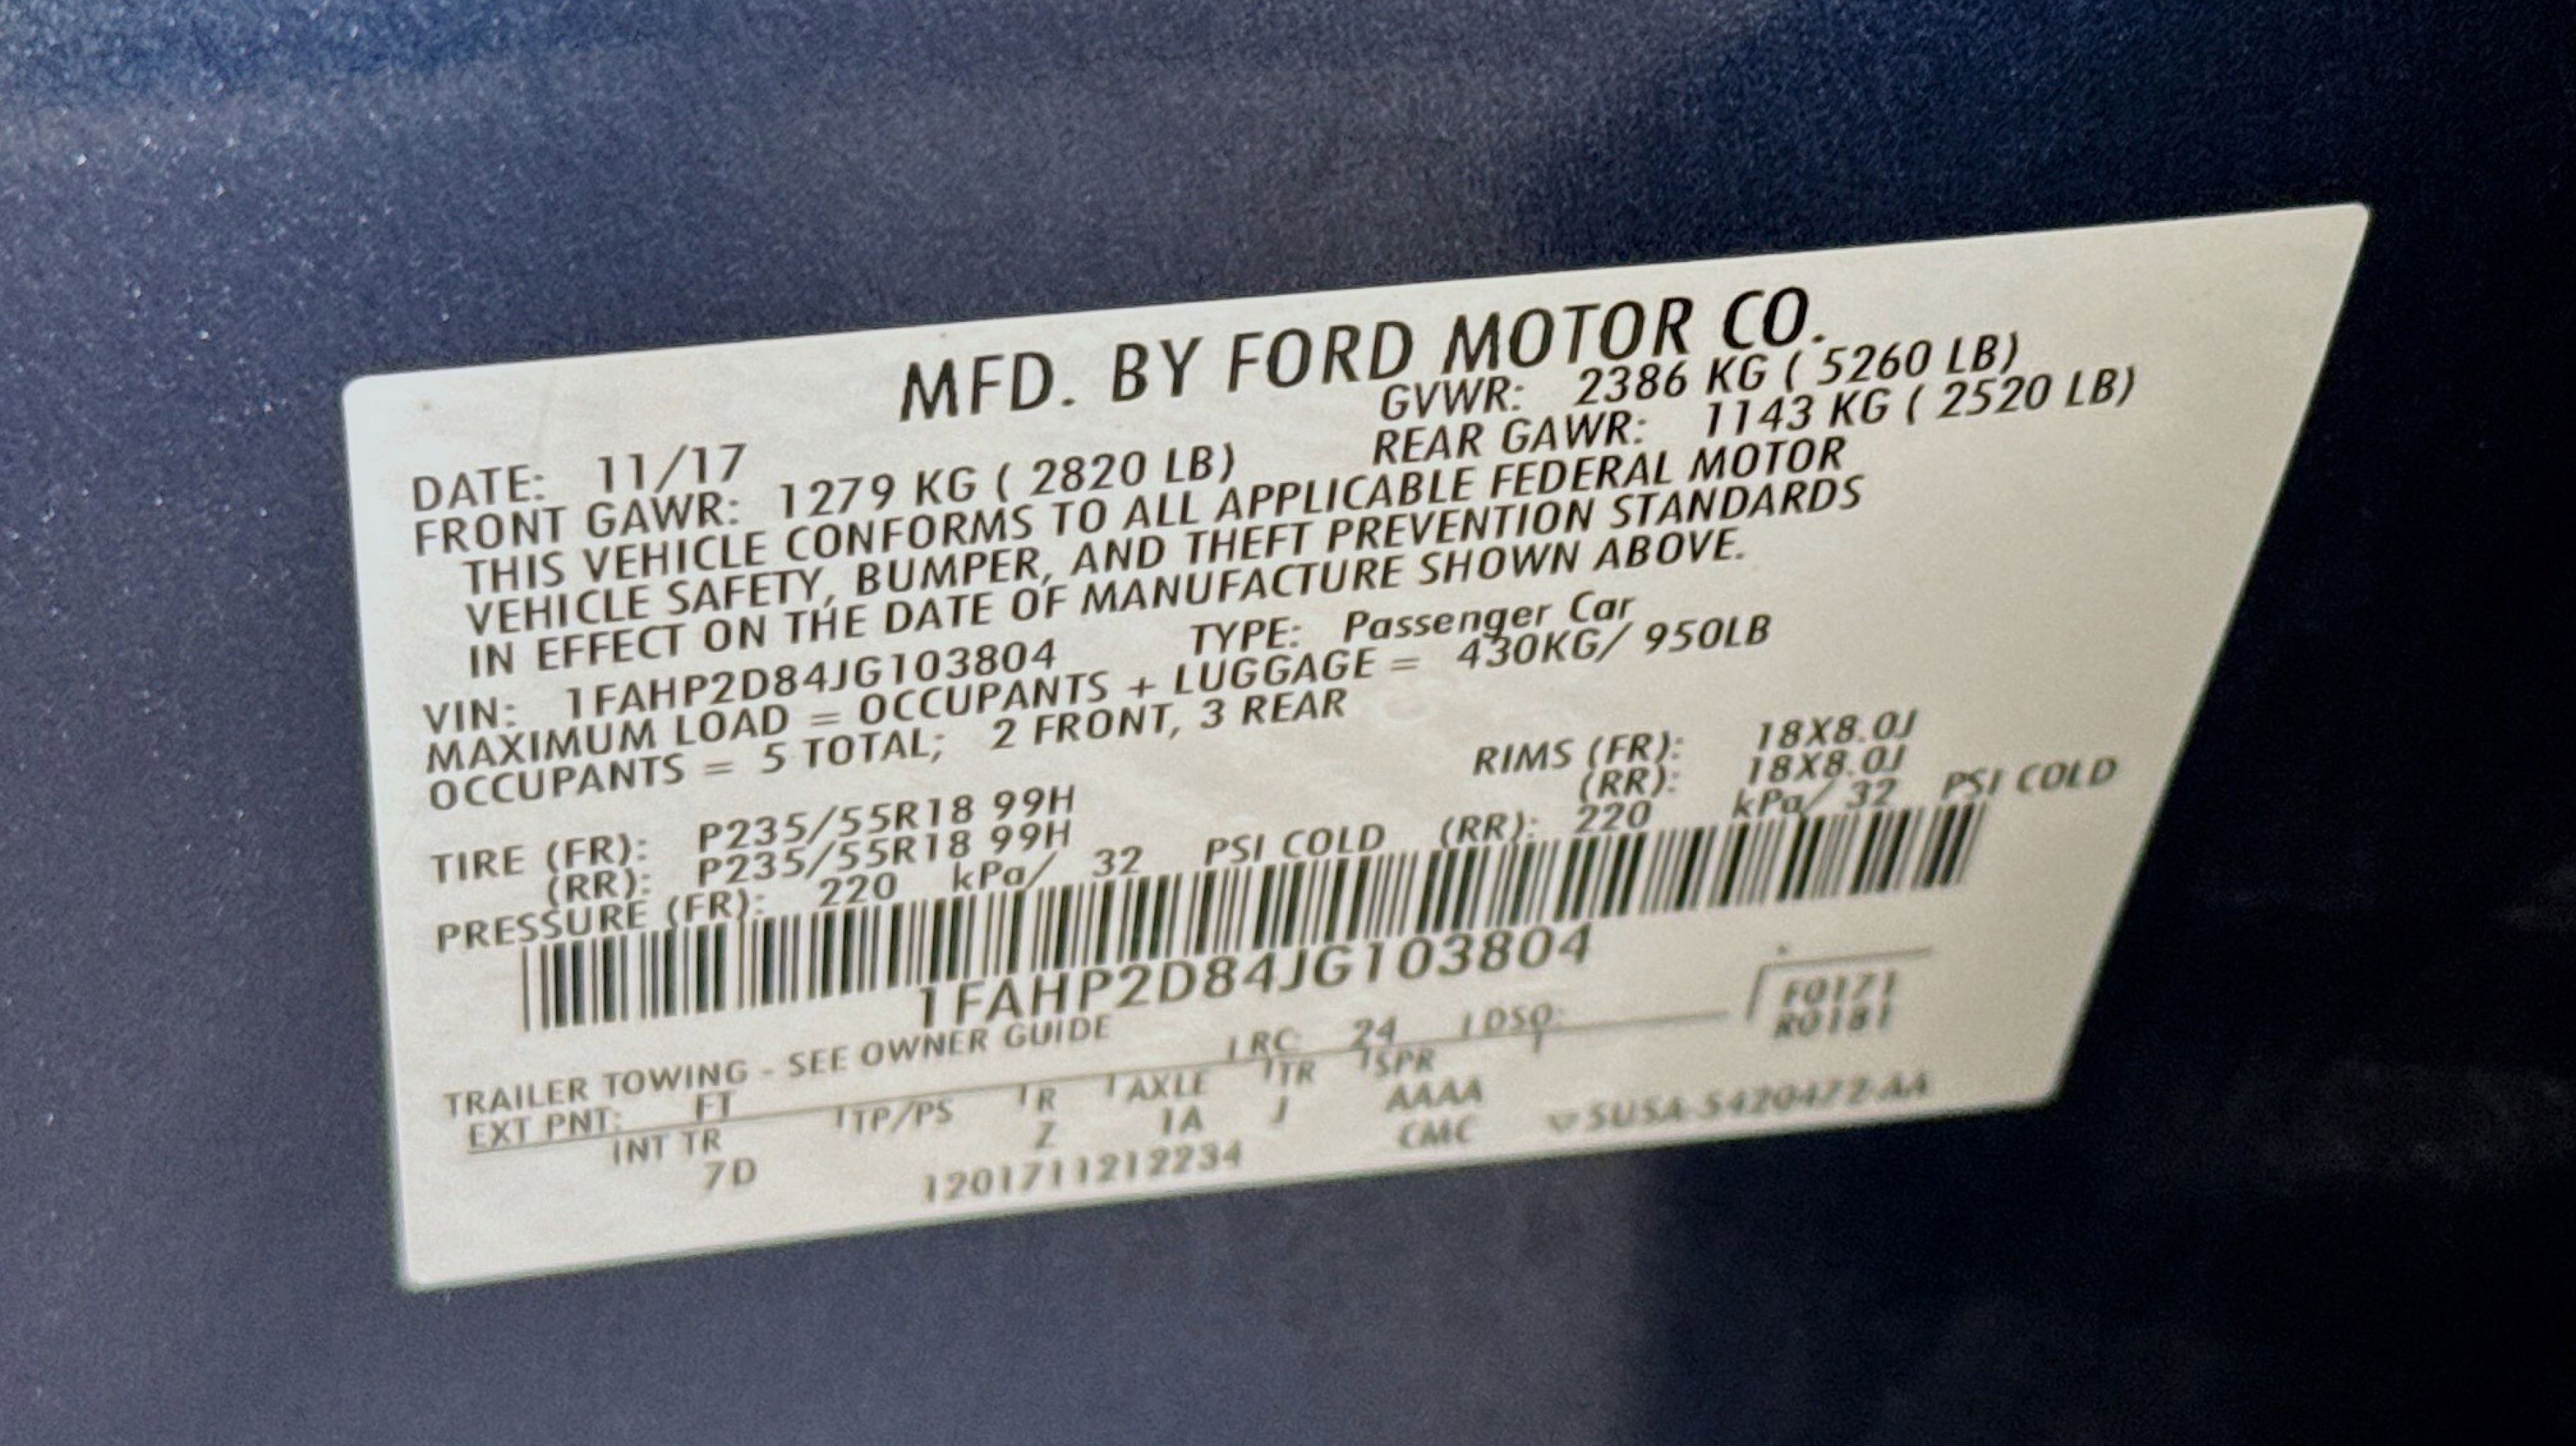 MFD. BY FORD MOTOR CO.
DATE: 11/17 GVWR: 2386 KG ( 5260 LB)
FRONT GAWR: 1279 KG ( 2820 LB) REAR GAWR: 1143 KG ( 2520 LB)
THIS VEHICLE CONFORMS TO ALL APPLICABLE FEDERAL MOTOR
VEHICLE SAFETY, BUMPER, AND THEFT PREVENTION STANDARDS
IN EFFECT ON THE DATE OF MANUFACTURE SHOWN ABOVE.
VIN: 1FAHP2D84JG103804 TYPE: Passenger Car
MAXIMUM LOAD = OCCUPANTS + LUGGAGE = 430KG/ 950LB
OCCUPANTS = 5 TOTAL; 2 FRONT, 3 REAR
TIRE (FR): P235/55R18 99H RIMS (FR): 18X8.0J
(RR): P235/55R18 99H (RR): 18X8.0J
PRESSURE (FR): 220 kPa/ 32 PSI COLD (RR): 220 kPa/ 32 PSI COLD
1FAHP2D84JG103804
F0171
R0181
TRAILER TOWING - SEE OWNER GUIDE
EXT PNT: FT RC: 24 DSO:
INT TR TP/PS R AXLE TR SPR
7D Z 1A J AAAA
1201711212234 CMC 5U5A-5420472-AA